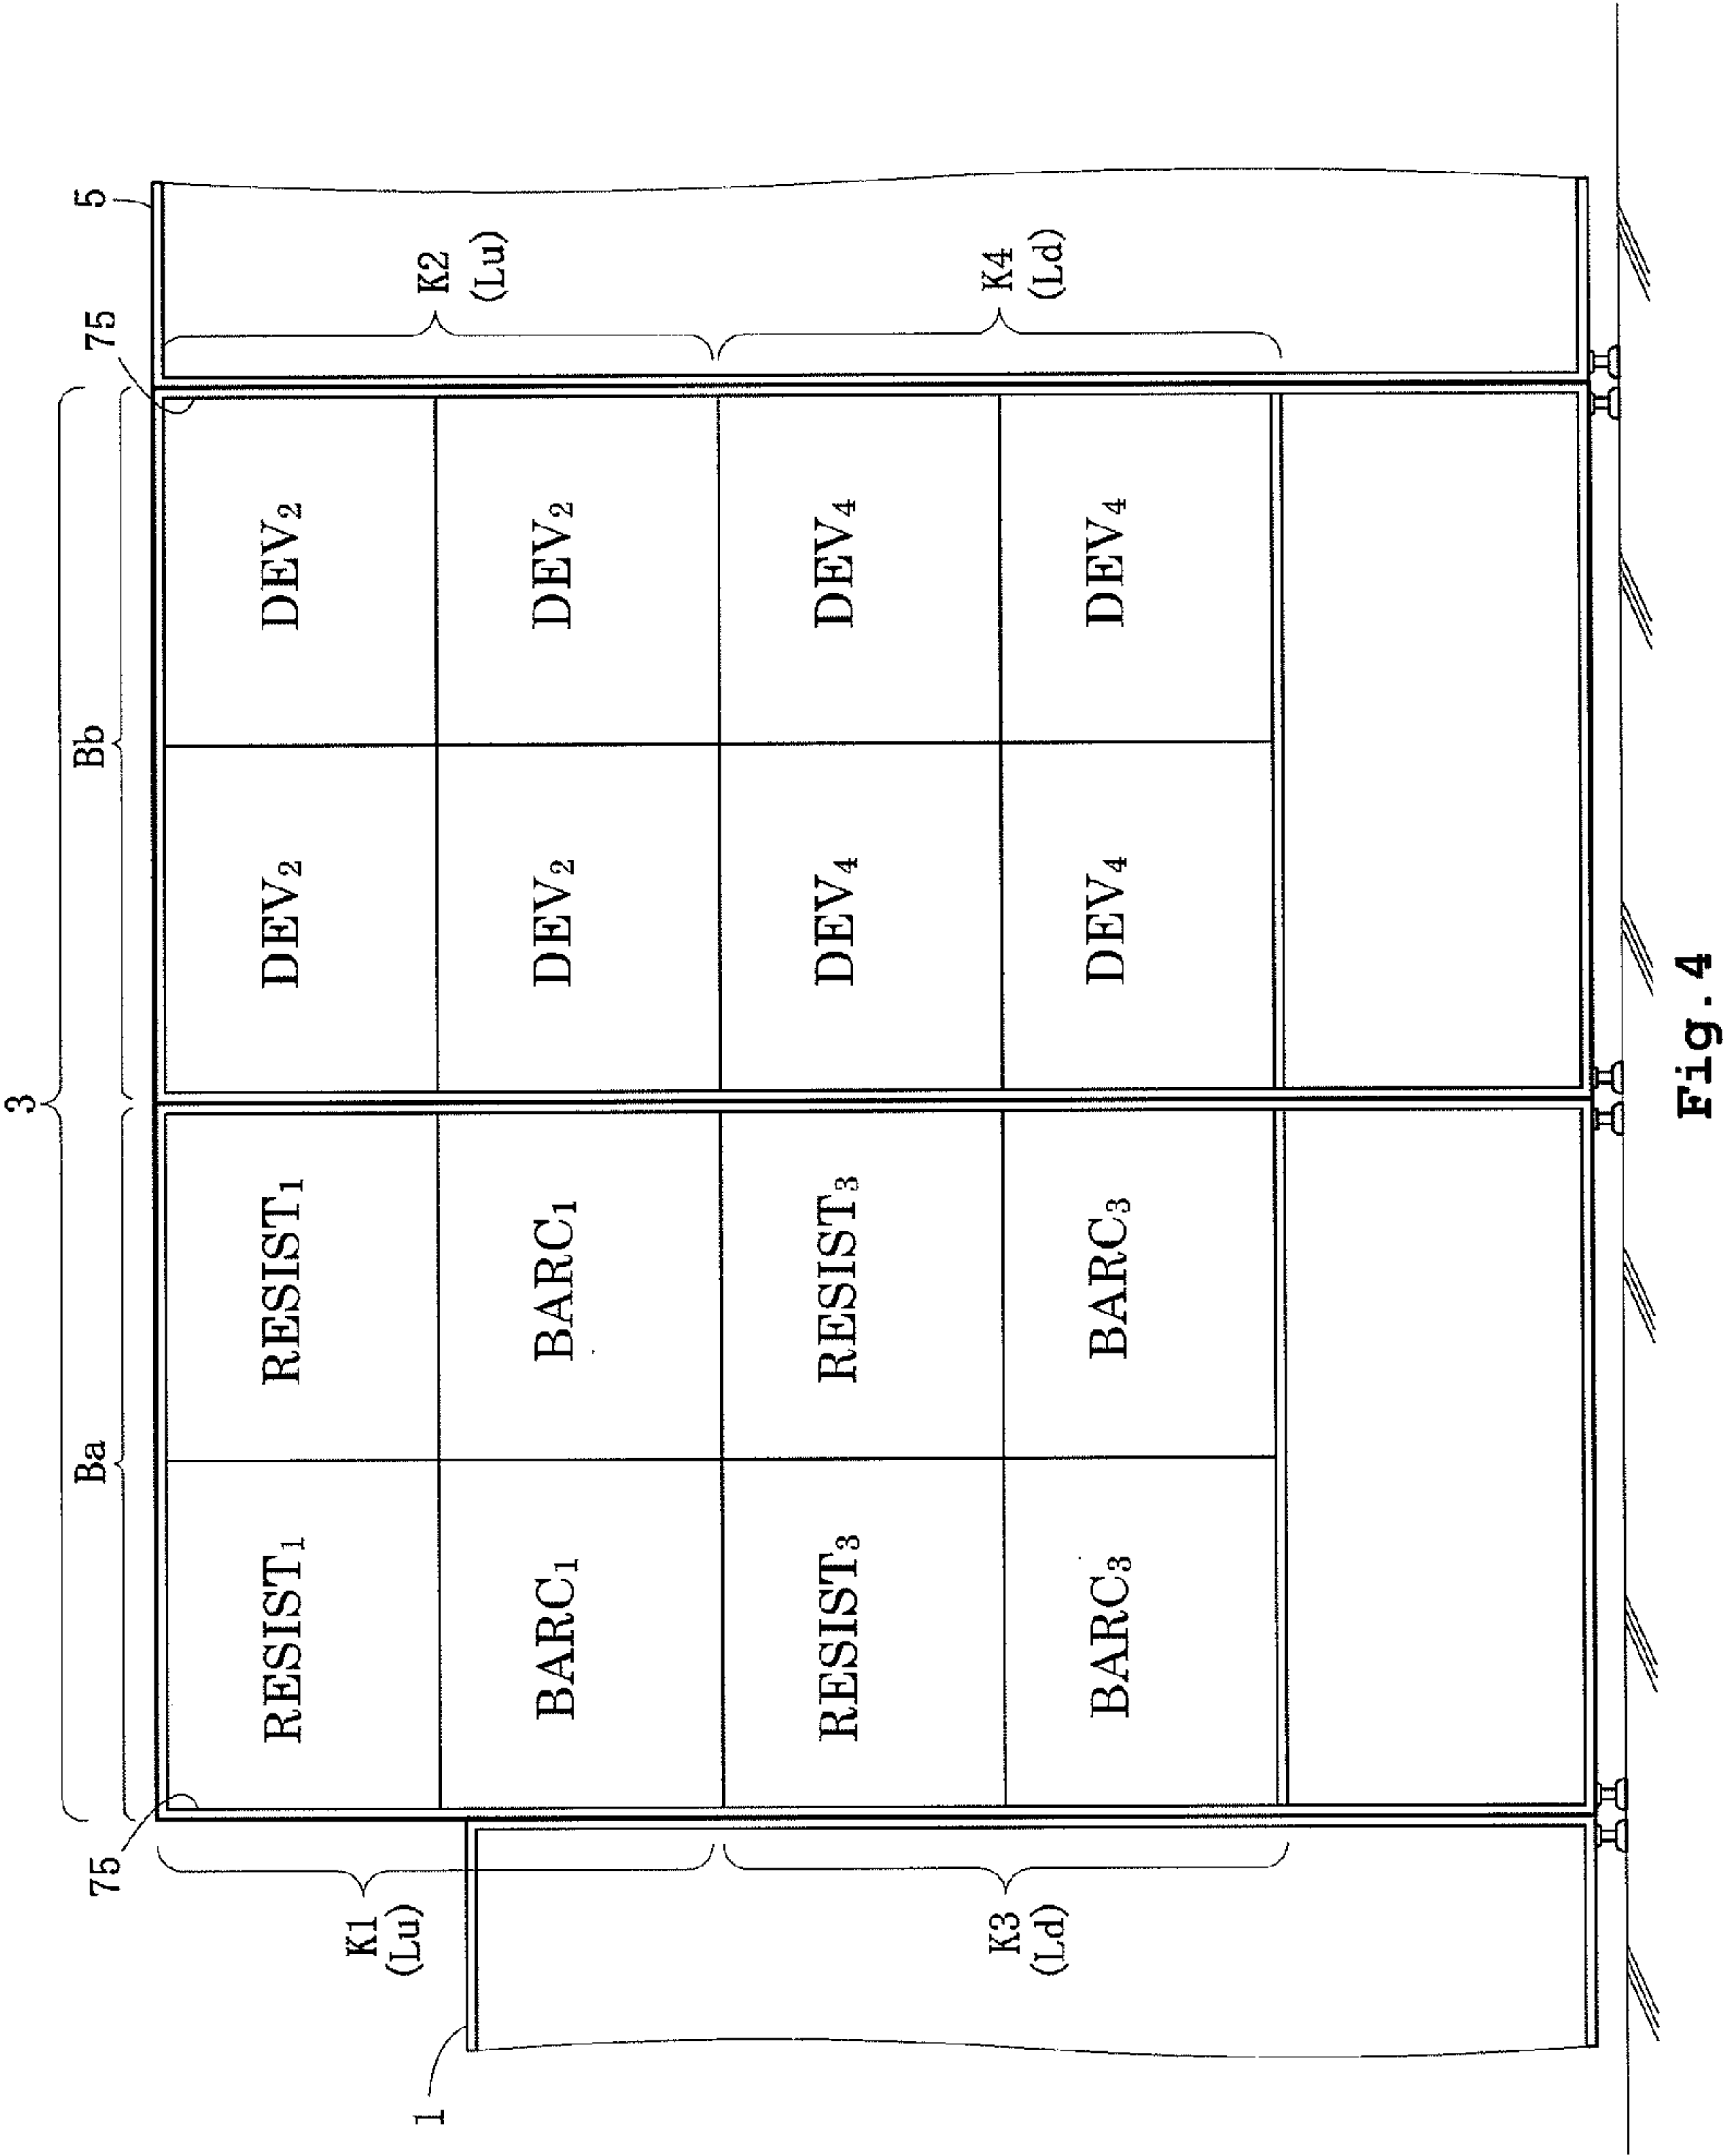 3
Ba Bb
75 75 5
K1
(Lu)
RESIST₁ RESIST₁ DEV₂ DEV₂
K2
(Lu)
1
BARC₁ BARC₁ DEV₂ DEV₂
RESIST₃ RESIST₃ DEV₄ DEV₄
K3
(Ld)
K4
(Ld)
BARC₃ BARC₃ DEV₄ DEV₄
Fig. 4